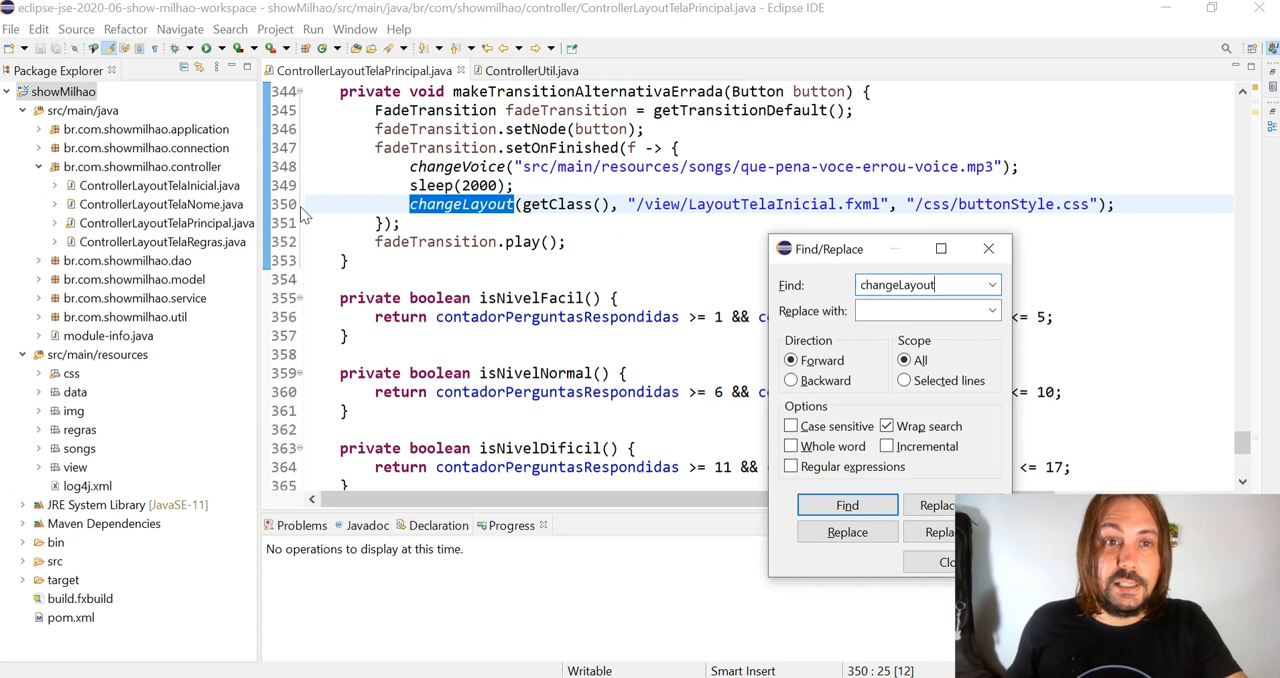 eclipse-jse-2020-06-show-milhao-workspace - showMilhao/src/main/java/br/com/showmilhao/controller/ControllerLayoutTelaPrincipal.java - Eclipse IDE
File Edit Source Refactor Navigate Search Project Run Window Help
Package Explorer
showMilhao
src/main/java
br.com.showmilhao.application
br.com.showmilhao.connection
br.com.showmilhao.controller
ControllerLayoutTelaInicial.java
ControllerLayoutTelaNome.java
ControllerLayoutTelaPrincipal.java
ControllerLayoutTelaRegras.java
br.com.showmilhao.dao
br.com.showmilhao.model
br.com.showmilhao.service
br.com.showmilhao.util
module-info.java
src/main/resources
css
data
img
regras
songs
view
log4j.xml
JRE System Library [JavaSE-11]
Maven Dependencies
bin
src
target
build.fxbuild
pom.xml
ControllerLayoutTelaPrincipal.java ControllerUtil.java
344 private void makeTransitionAlternativaErrada(Button button) {
345 FadeTransition fadeTransition = getTransitionDefault();
346 fadeTransition.setNode(button);
347 fadeTransition.setOnFinished(f -> {
348 changeVoice("src/main/resources/songs/que-pena-voce-errou-voice.mp3");
349 sleep(2000);
350 changeLayout(getClass(), "/view/LayoutTelaInicial.fxml", "/css/buttonStyle.css");
351 });
352 fadeTransition.play();
353 }
354
355 private boolean isNivelFacil() {
356 return contadorPerguntasRespondidas >= 1 && <= 5;
357 }
358
359 private boolean isNivelNormal() {
360 return contadorPerguntasRespondidas >= 6 && <= 10;
361 }
362
363 private boolean isNivelDificil() {
364 return contadorPerguntasRespondidas >= 11 && <= 17;
365 }
Find/Replace
Find: changeLayout
Replace with:
Direction Scope
Forward All
Backward Selected lines
Options
Case sensitive Wrap search
Whole word Incremental
Regular expressions
Find
Replace
Problems Javadoc Declaration Progress
No operations to display at this time.
Writable Smart Insert 350 : 25 [12]